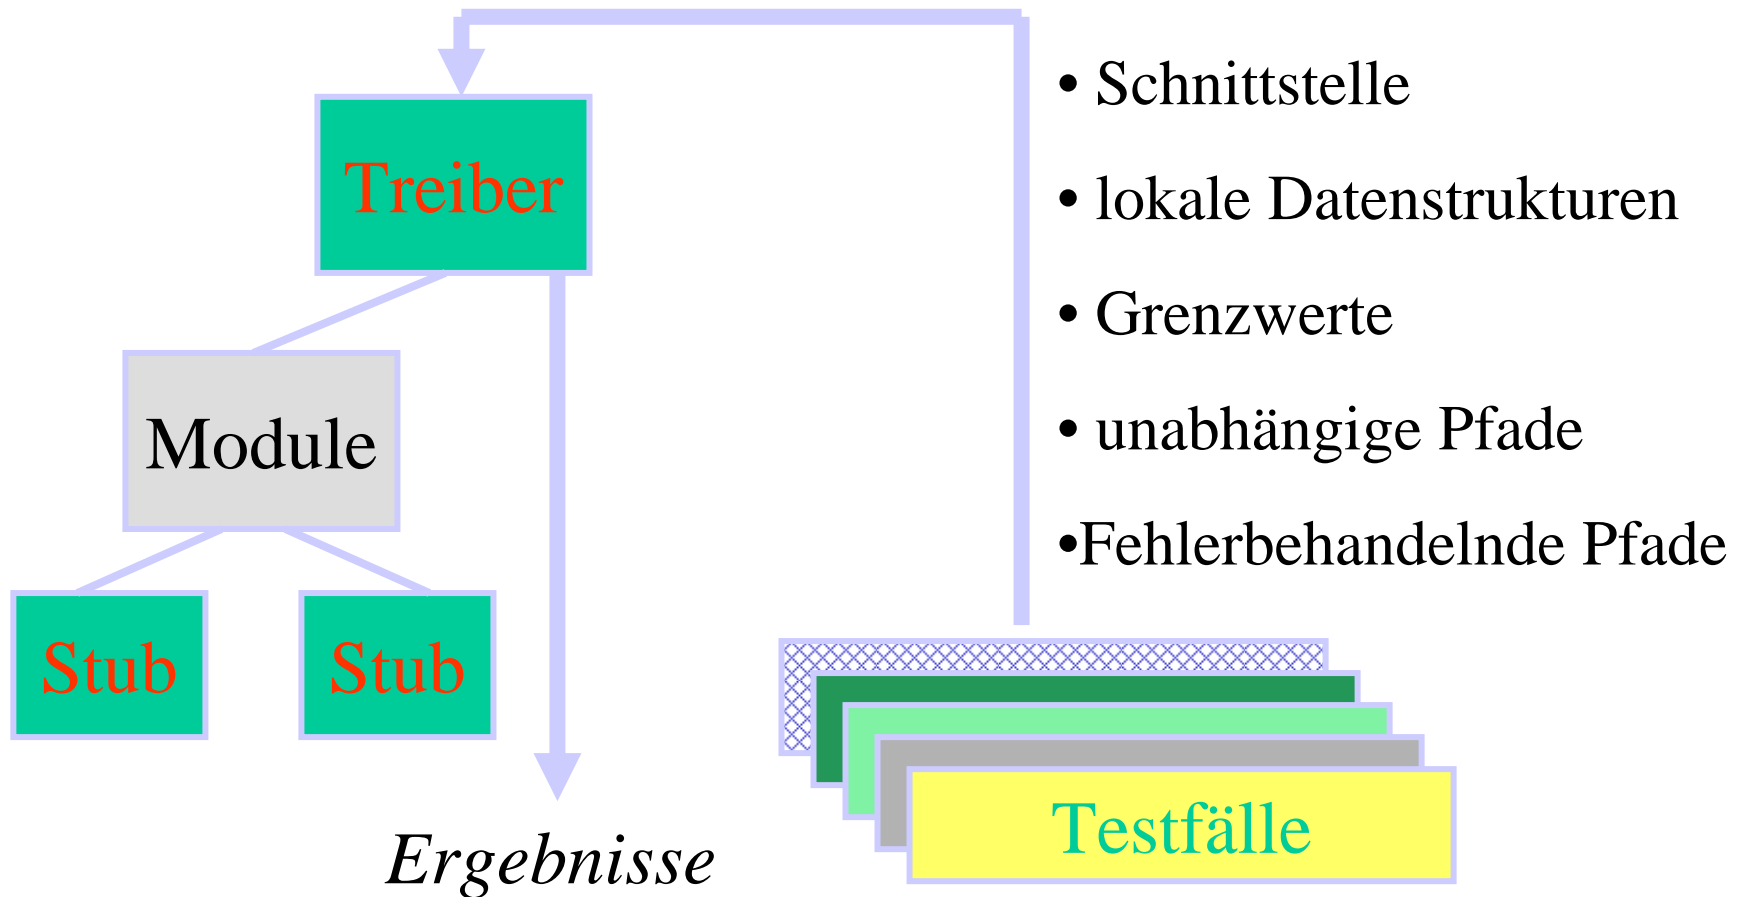 Treiber
Module
Stub
Stub
Ergebnisse
• Schnittstelle
• lokale Datenstrukturen
• Grenzwerte
• unabhängige Pfade
•Fehlerbehandelnde Pfade
Testfälle